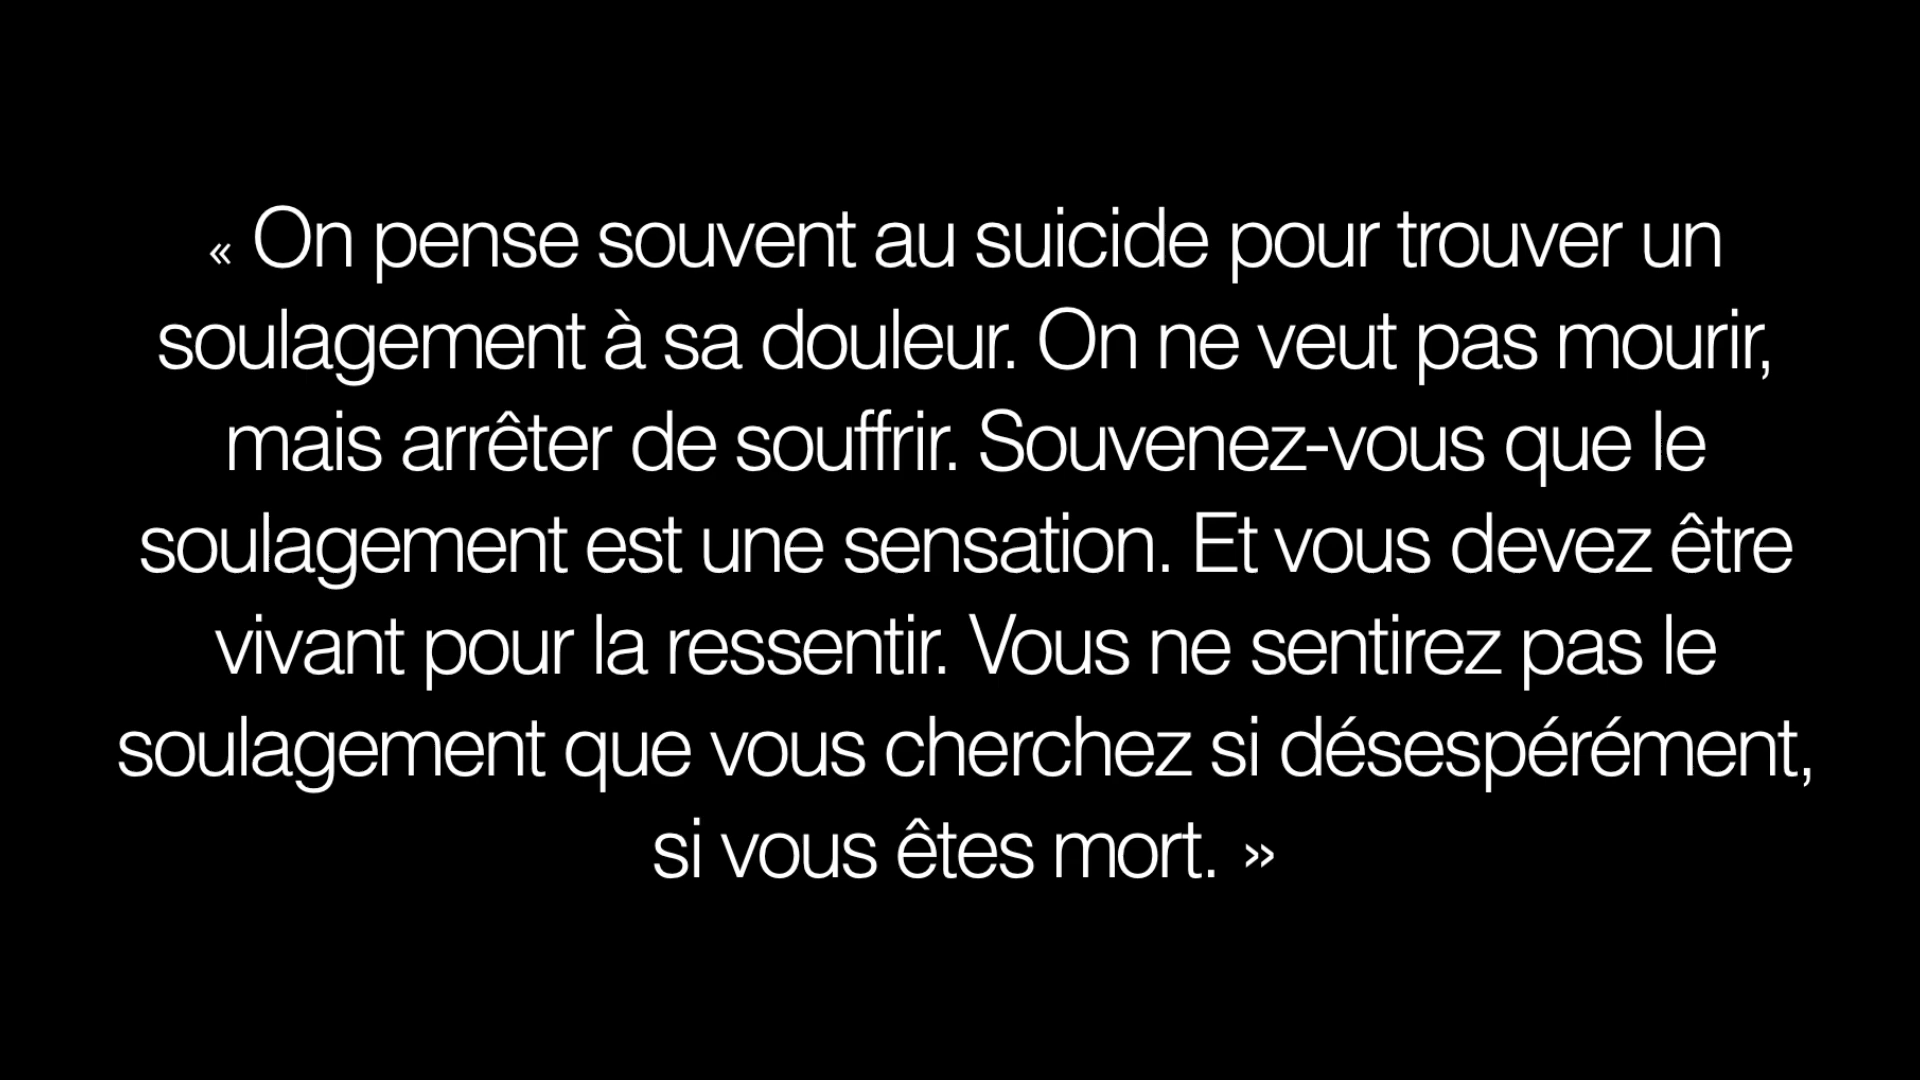 « On pense souvent au suicide pour trouver un
soulagement à sa douleur. On ne veut pas mourir,
mais arrêter de souffrir. Souvenez-vous que le
soulagement est une sensation. Et vous devez être
vivant pour la ressentir. Vous ne sentirez pas le
soulagement que vous cherchez si désespérément,
si vous êtes mort. »